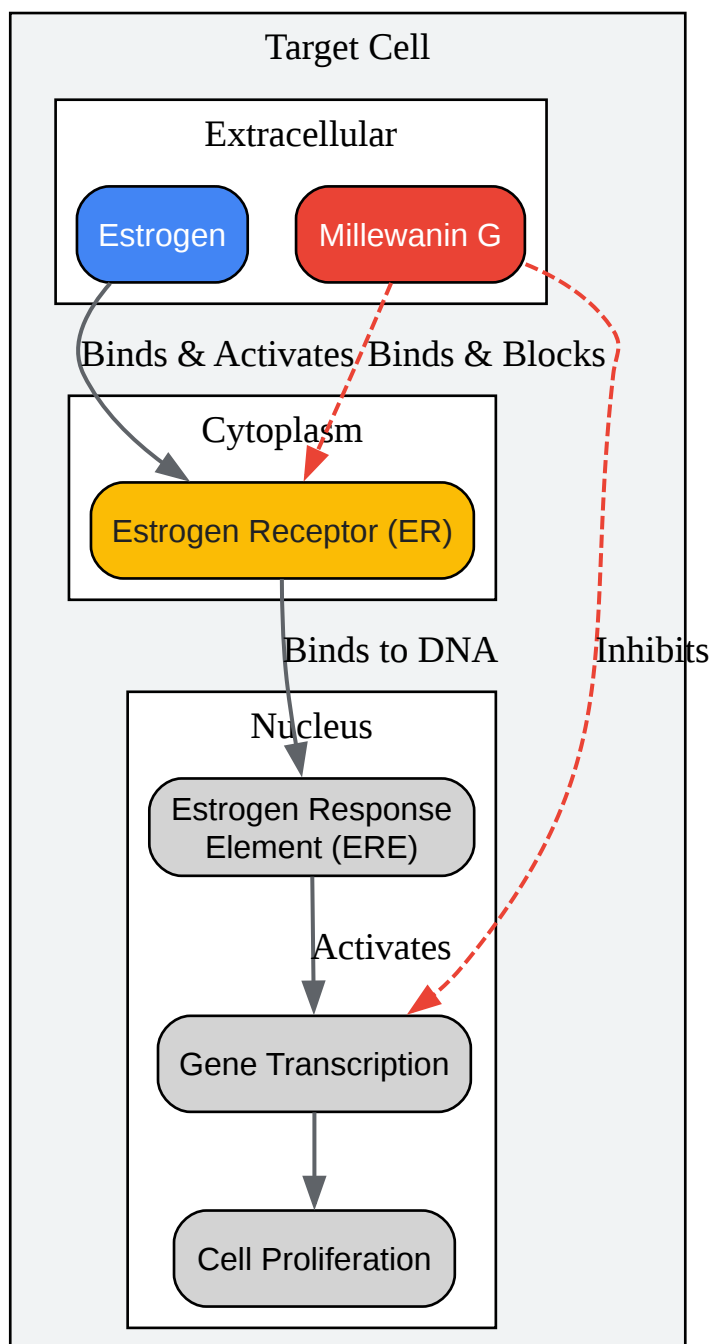 Target Cell
Extracellular
Estrogen
Millewanin G
Binds & Activates
Binds & Blocks
Cytoplasm
Estrogen Receptor (ER)
Binds to DNA
Inhibits
Nucleus
Estrogen Response
Element (ERE)
Activates
Gene Transcription
Cell Proliferation